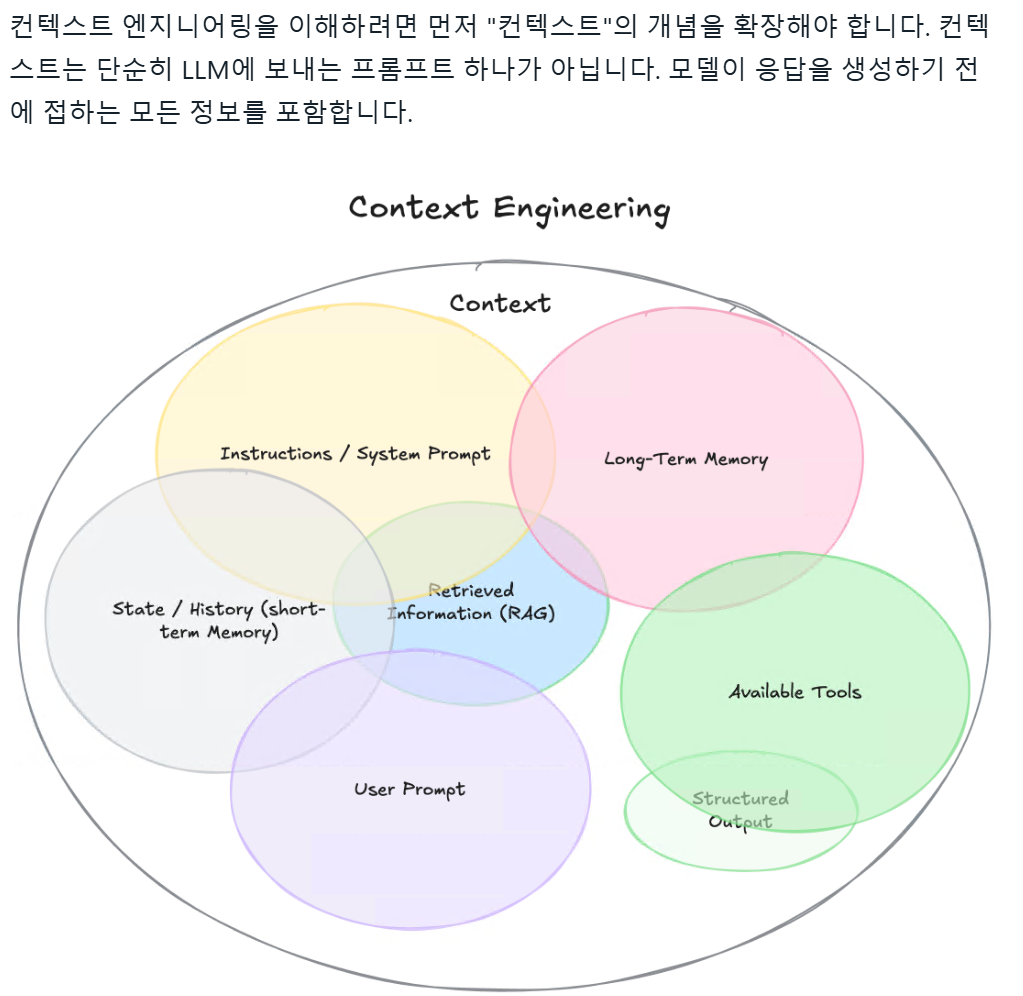 컨텍스트 엔지니어링을 이해하려면 먼저 "컨텍스트"의 개념을 확장해야 합니다. 컨텍
스트는 단순히 LLM에 보내는 프롬프트 하나가 아닙니다. 모델이 응답을 생성하기 전
에 접하는 모든 정보를 포함합니다.
Context Engineering
Context
Instructions / System Prompt
Long-Term Memory
State / History (short-
term Memory)
Retrieved
Information (RAG)
Available Tools
User Prompt
Structured
Output